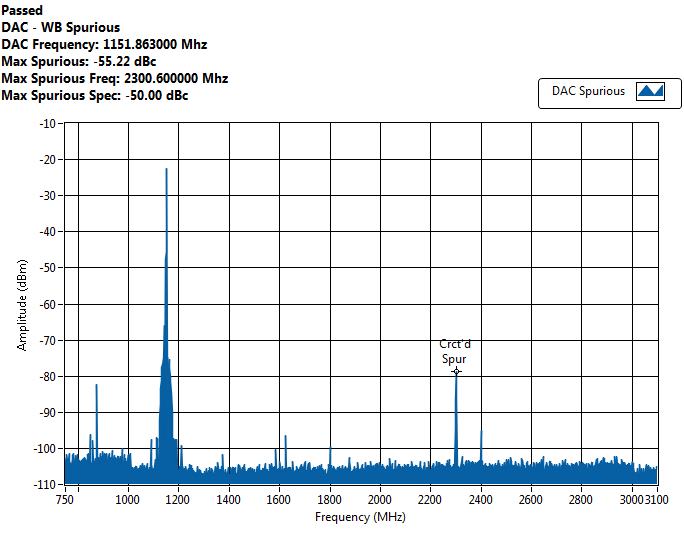 Passed
DAC - WB Spurious
DAC Frequency: 1151.863000 Mhz
Max Spurious: -55.22 dBc
Max Spurious Freq: 2300.600000 Mhz
Max Spurious Spec: -50.00 dBc
DAC Spurious
-10
-20
-30
-40
-50
-60
-70
-80
-90
-100
-110
Amplitude (dBm)
Crct'd
Spur
750 1000 1200 1400 1600 1800 2000 2200 2400 2600 2800 3000 3100
Frequency (MHz)